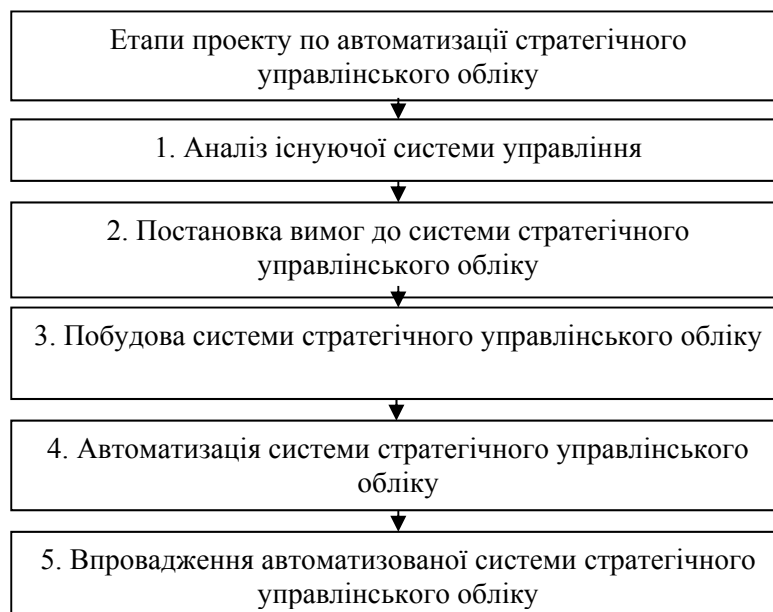 Етапи проекту по автоматизації стратегічного
управлінського обліку
1. Аналіз існуючої системи управління
2. Постановка вимог до системи стратегічного
управлінського обліку
3. Побудова системи стратегічного управлінського обліку
4. Автоматизація системи стратегічного управлінського
обліку
5. Впровадження автоматизованої системи стратегічного
управлінського обліку